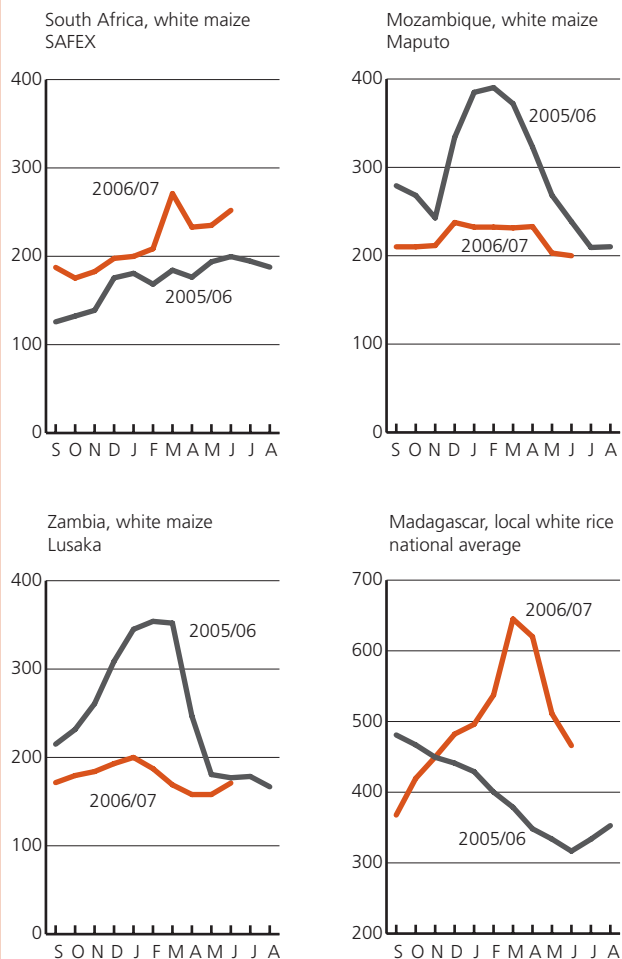 South Africa, white maize
SAFEX
400
300
200
100
0
2006/07
2005/06
S O N D J F M A M J J A
Mozambique, white maize
Maputo
400
300
200
100
0
2005/06
2006/07
S O N D J F M A M J J A
Zambia, white maize
Lusaka
400
300
200
100
0
2005/06
2006/07
S O N D J F M A M J J A
Madagascar, local white rice
national average
700
600
500
400
300
200
2006/07
2005/06
S O N D J F M A M J J A